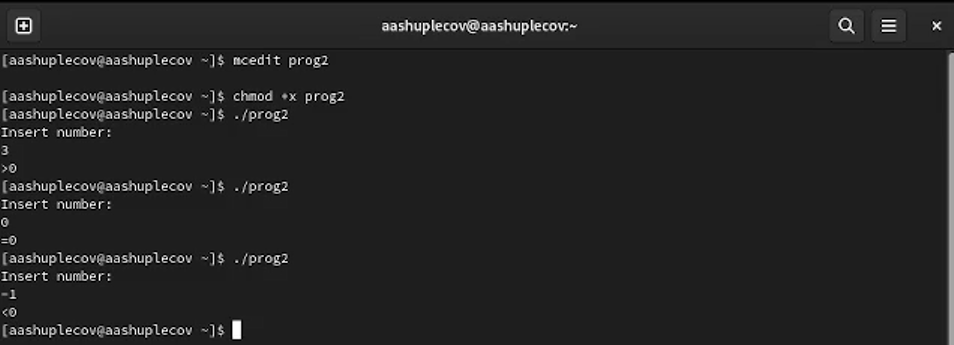 aashuplecov@aashuplecov:~
[aashuplecov@aashuplecov ~]$ mcedit prog2
[aashuplecov@aashuplecov ~]$ chmod +x prog2
[aashuplecov@aashuplecov ~]$ ./prog2
Insert number:
3
>0
[aashuplecov@aashuplecov ~]$ ./prog2
Insert number:
0
=0
[aashuplecov@aashuplecov ~]$ ./prog2
Insert number:
-1
<0
[aashuplecov@aashuplecov ~]$